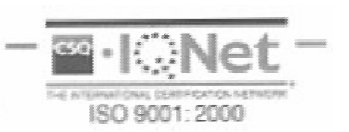 CSQ · IQNet
THE INTERNATIONAL CERTIFICATION NETWORK
ISO 9001: 2000